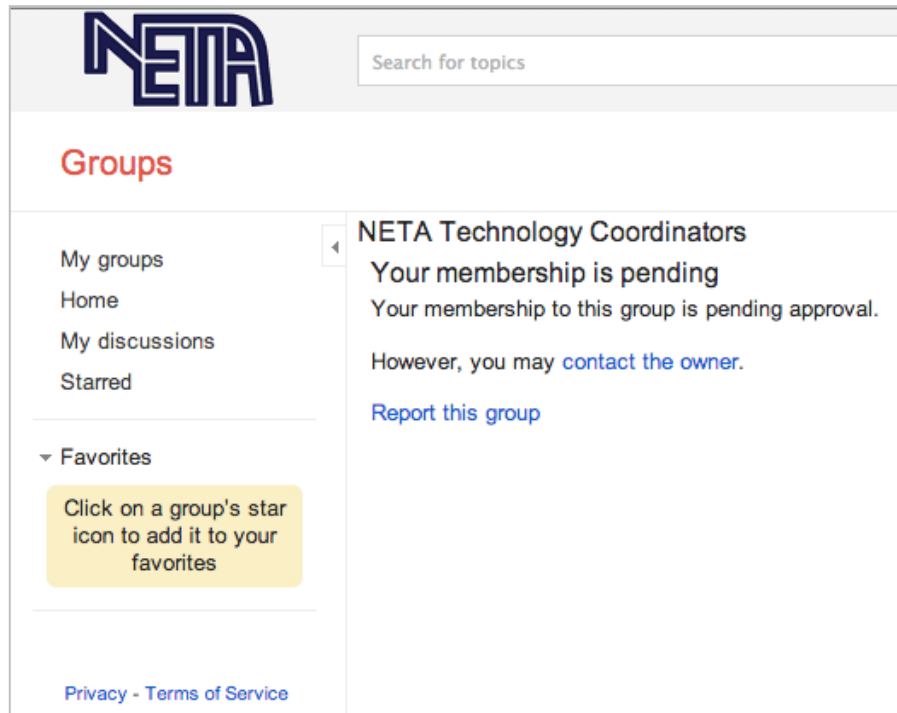 NETA
Search for topics
Groups
My groups
Home
My discussions
Starred
Favorites
Click on a group's star
icon to add it to your
favorites
Privacy - Terms of Service
NETA Technology Coordinators
Your membership is pending
Your membership to this group is pending approval.
However, you may contact the owner.
Report this group